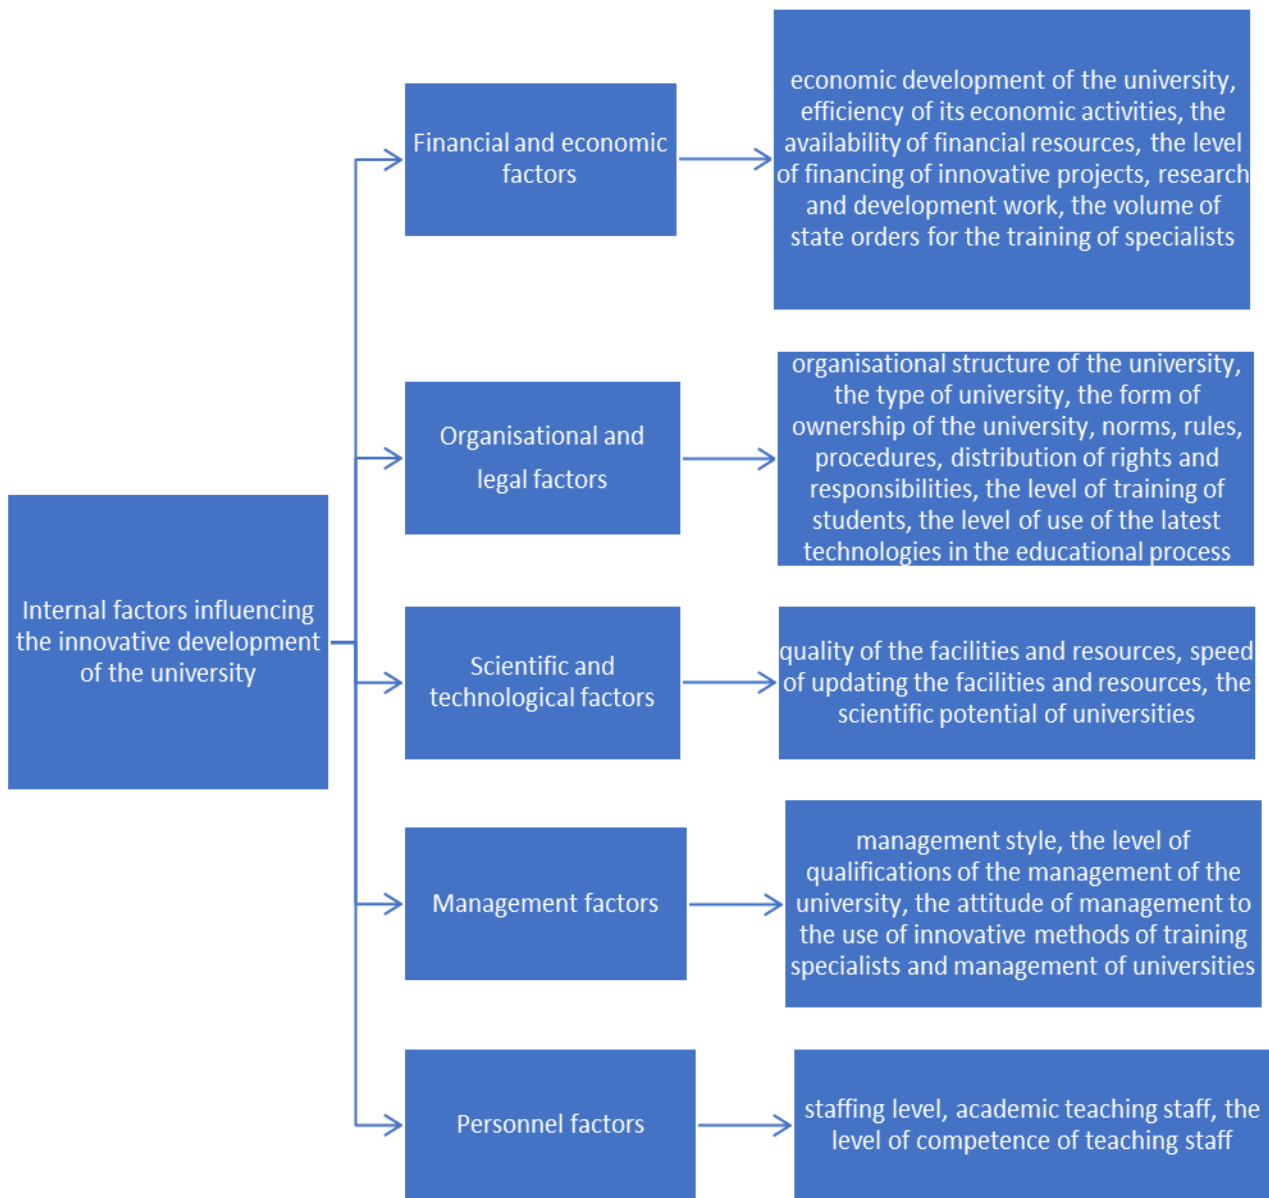 Internal factors influencing
the innovative development
of the university
Financial and economic
factors
economic development of the university,
efficiency of its economic activities, the
availability of financial resources, the level
of financing of innovative projects, research
and development work, the volume of
state orders for the training of specialists
Organisational and
legal factors
organisational structure of the university,
the type of university, the form of
ownership of the university, norms, rules,
procedures, distribution of rights and
responsibilities, the level of training of
students, the level of use of the latest
technologies in the educational process
Scientific and
technological factors
quality of the facilities and resources, speed
of updating the facilities and resources, the
scientific potential of universities
Management factors
management style, the level of
qualifications of the management of the
university, the attitude of management to
the use of innovative methods of training
specialists and management of universities
Personnel factors
staffing level, academic teaching staff, the
level of competence of teaching staff